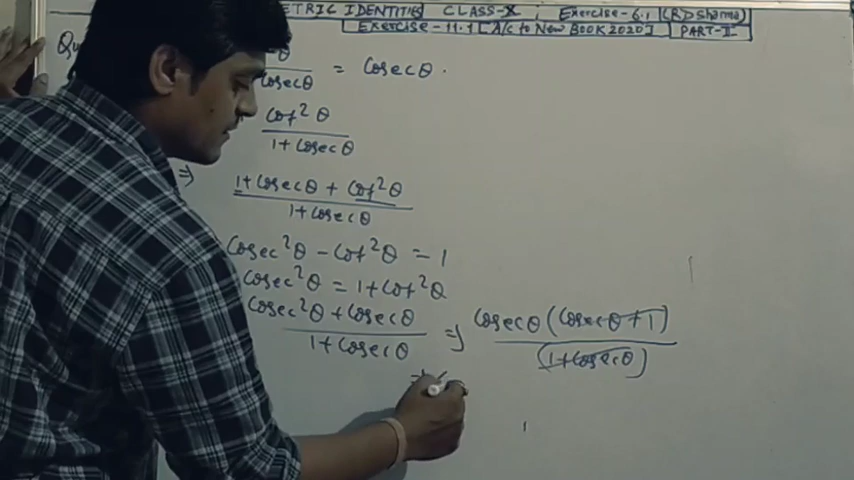 METRIC IDENTITIES CLASS-X, Exercise-6.1 (RD Sharma)
Exercise-11.1 [A/c to New BOOK 2020] PART-I
Qu θ
cosecθ = cosecθ.
cot²θ
1+cosecθ
⇒ 1+cosecθ + cot²θ
1+cosecθ
cosec²θ - cot²θ = 1
cosec²θ = 1+cot²θ
cosec²θ + cosecθ ⇒ cosecθ (cosecθ+1)
1+cosecθ (1+cosecθ)